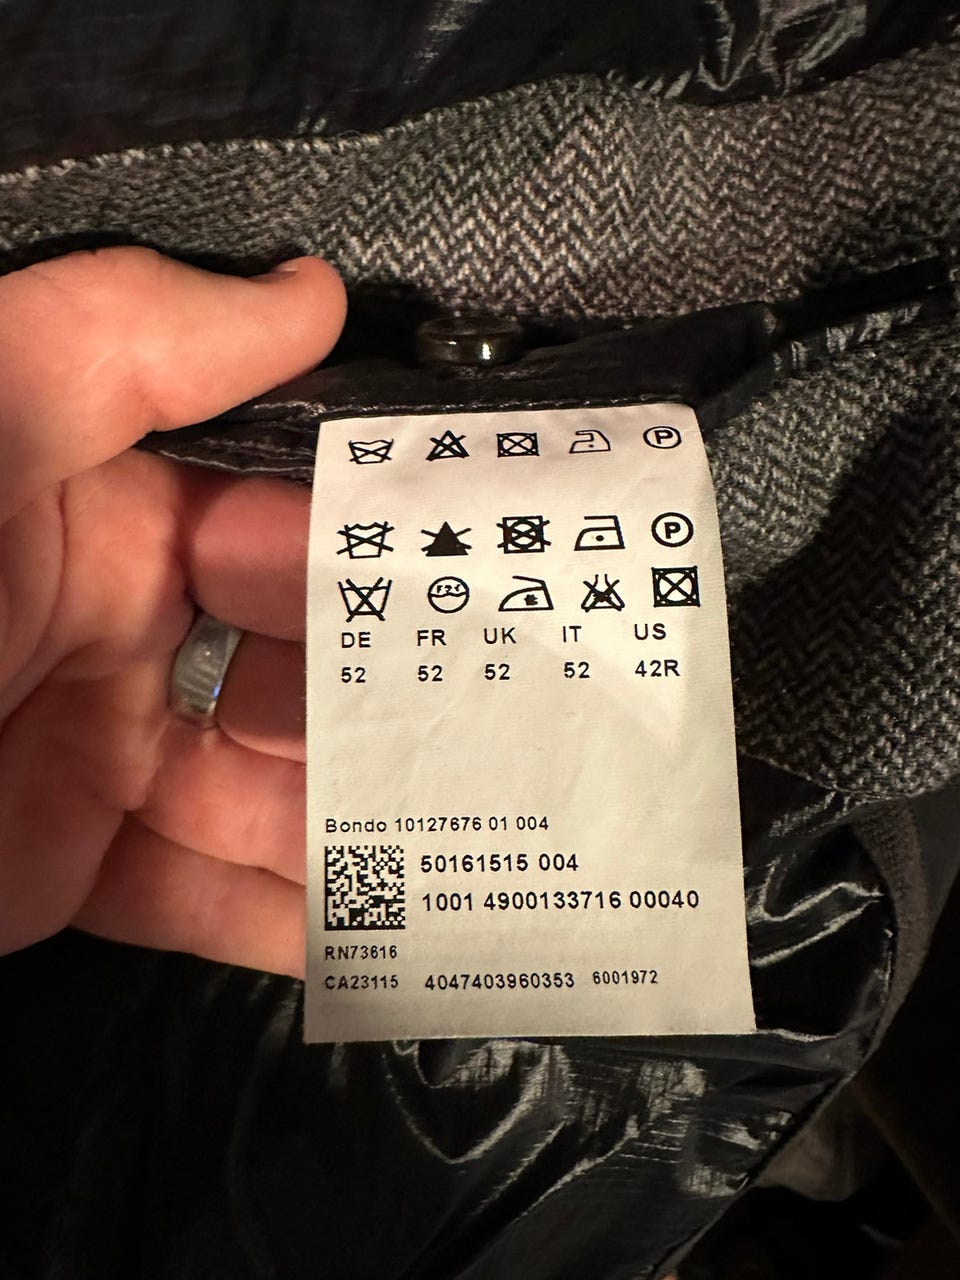 P
P
DE FR UK IT US
52 52 52 52 42R
Bondo 10127676 01 004
50161515 004
1001 4900133716 00040
RN73616
CA23115 4047403960353 6001972